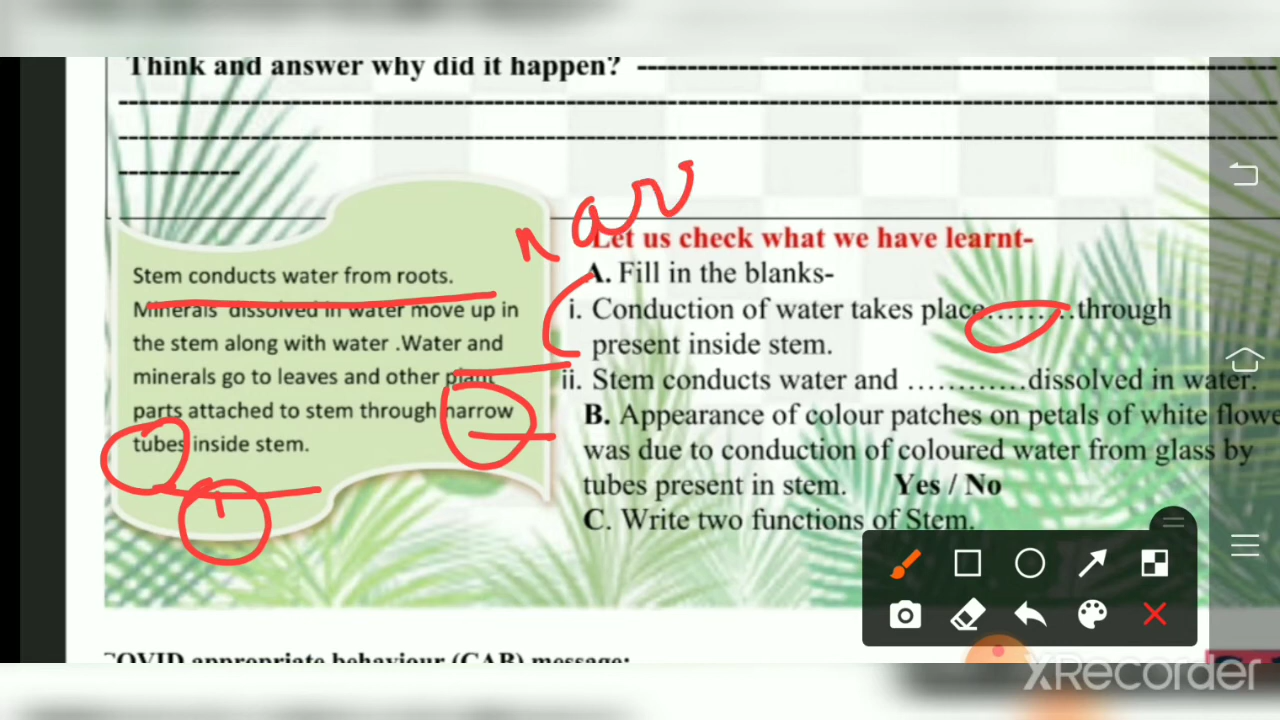 Think and answer why did it happen? ---------------------------------------
------------------------------------------------------------------------
------------------------------------------------------------------------
------------
Stem conducts water from roots.
Minerals dissolved in water move up in
the stem along with water .Water and
minerals go to leaves and other plant
parts attached to stem through narrow
tubes inside stem.
nar
Let us check what we have learnt-
A. Fill in the blanks-
i. Conduction of water takes place..........through
present inside stem.
ii. Stem conducts water and ............dissolved in water.
B. Appearance of colour patches on petals of white flowe
was due to conduction of coloured water from glass by
tubes present in stem. Yes / No
C. Write two functions of Stem.
COVID appropriate behaviour (CAB) message:
XRecorder